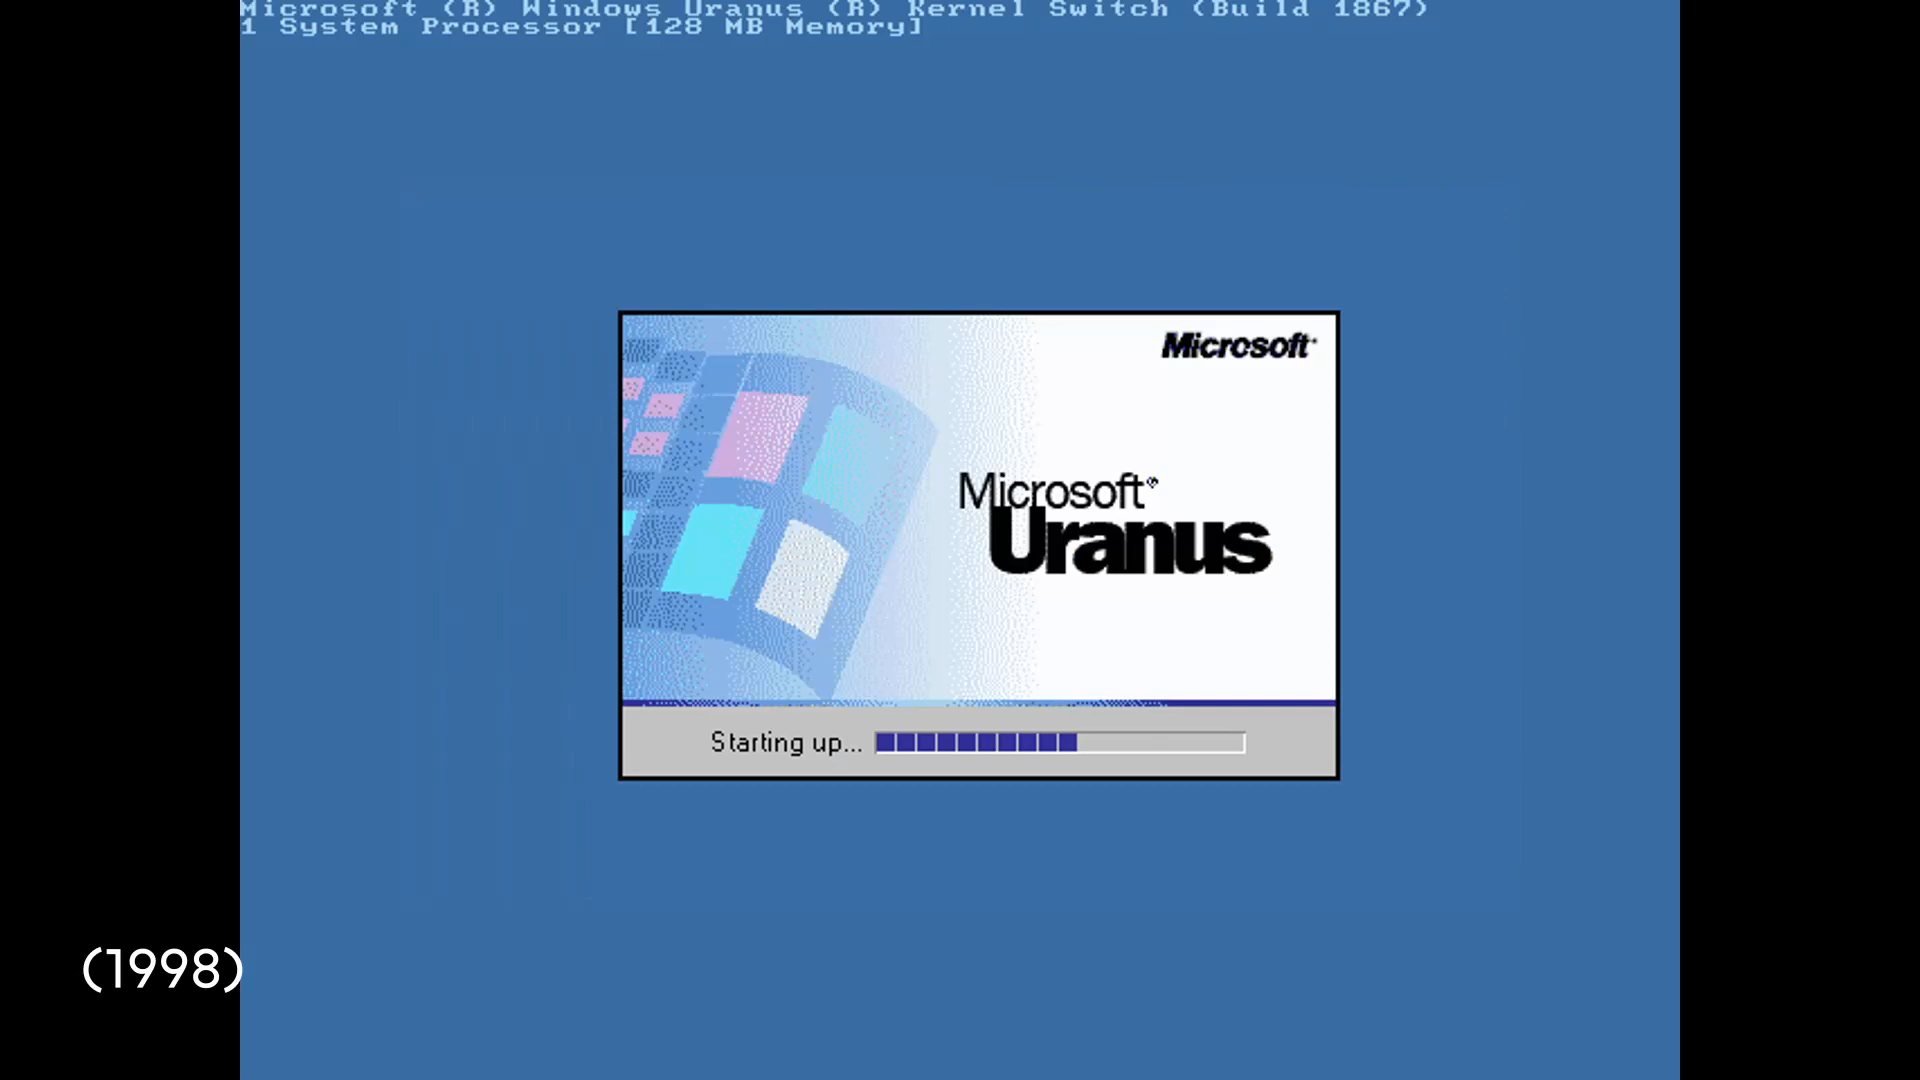 Microsoft (R) Windows Uranus (R) Kernel Switch (Build 1867)
1 System Processor [128 MB Memory]
Microsoft
Microsoft®
Uranus
Starting up...
(1998)